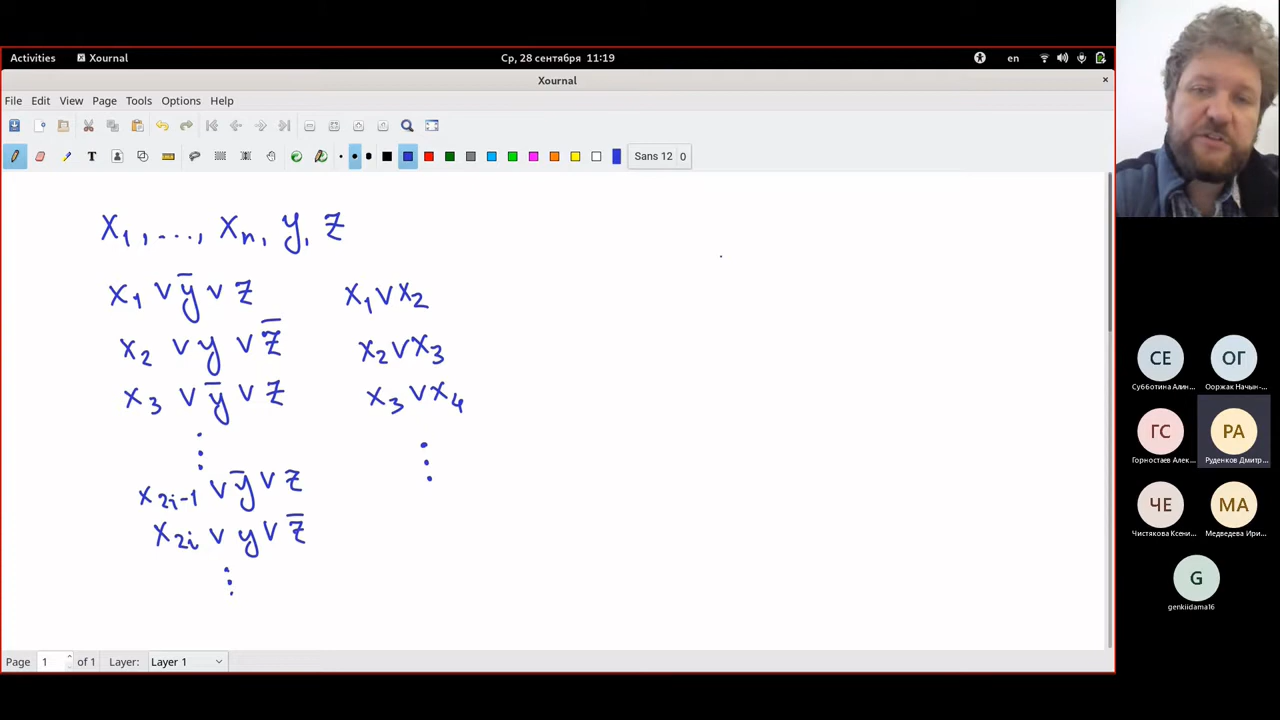 Activities Xournal Ср, 28 сентября 11:19 en
Xournal ×
File Edit View Page Tools Options Help
T Sans 12 0
x₁, ..., xₙ, y, z
x₁ ∨ y̅ ∨ z x₁ ∨ x₂
x₂ ∨ y ∨ z̅ x₂ ∨ x₃
x₃ ∨ y̅ ∨ z x₃ ∨ x₄
⋮ ⋮
x₂ᵢ₋₁ ∨ y̅ ∨ z
x₂ᵢ ∨ y ∨ z̅
⋮
Page 1 of 1 Layer: Layer 1
СЕ ОГ
Субботина Алин... Ооржак Начын-...
ГС РА
Горностаев Алек... Руденков Дмитр...
ЧЕ МА
Чистякова Ксени... Медведева Ири...
G
genkiidama16